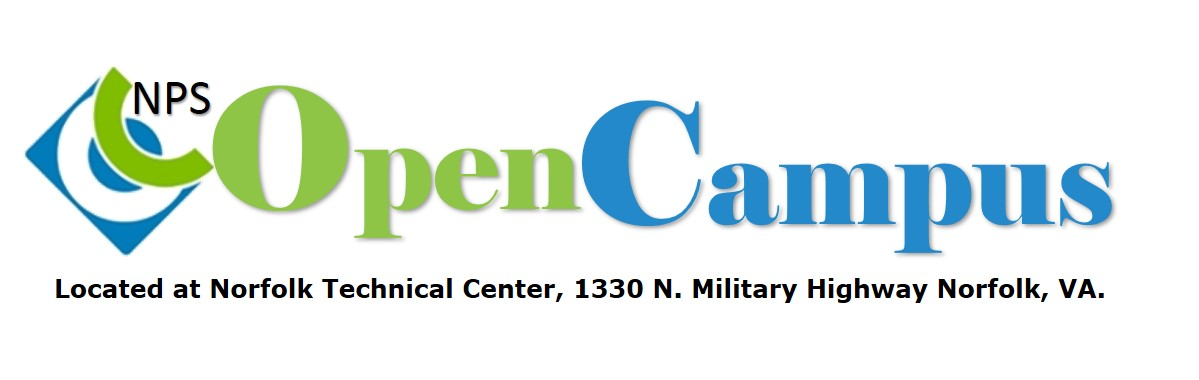 NPS OpenCampus
Located at Norfolk Technical Center, 1330 N. Military Highway Norfolk, VA.